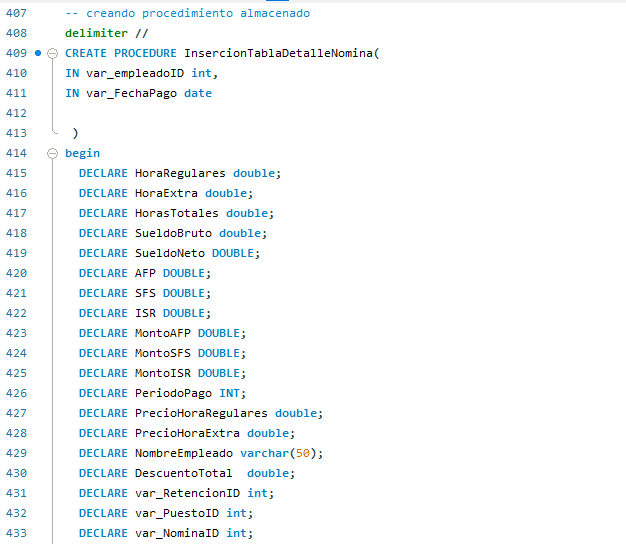 407 -- creando procedimiento almacenado
408 delimiter //
409 CREATE PROCEDURE InsercionTablaDetalleNomina(
410 IN var_empleadoID int,
411 IN var_FechaPago date
412
413 )
414 begin
415 DECLARE HoraRegulares double;
416 DECLARE HoraExtra double;
417 DECLARE HorasTotales double;
418 DECLARE SueldoBruto double;
419 DECLARE SueldoNeto DOUBLE;
420 DECLARE AFP DOUBLE;
421 DECLARE SFS DOUBLE;
422 DECLARE ISR DOUBLE;
423 DECLARE MontoAFP DOUBLE;
424 DECLARE MontoSFS DOUBLE;
425 DECLARE MontoISR DOUBLE;
426 DECLARE PeriodoPago INT;
427 DECLARE PrecioHoraRegulares double;
428 DECLARE PrecioHoraExtra double;
429 DECLARE NombreEmpleado varchar(50);
430 DECLARE DescuentoTotal  double;
431 DECLARE var_RetencionID int;
432 DECLARE var_PuestoID int;
433 DECLARE var_NominaID int;